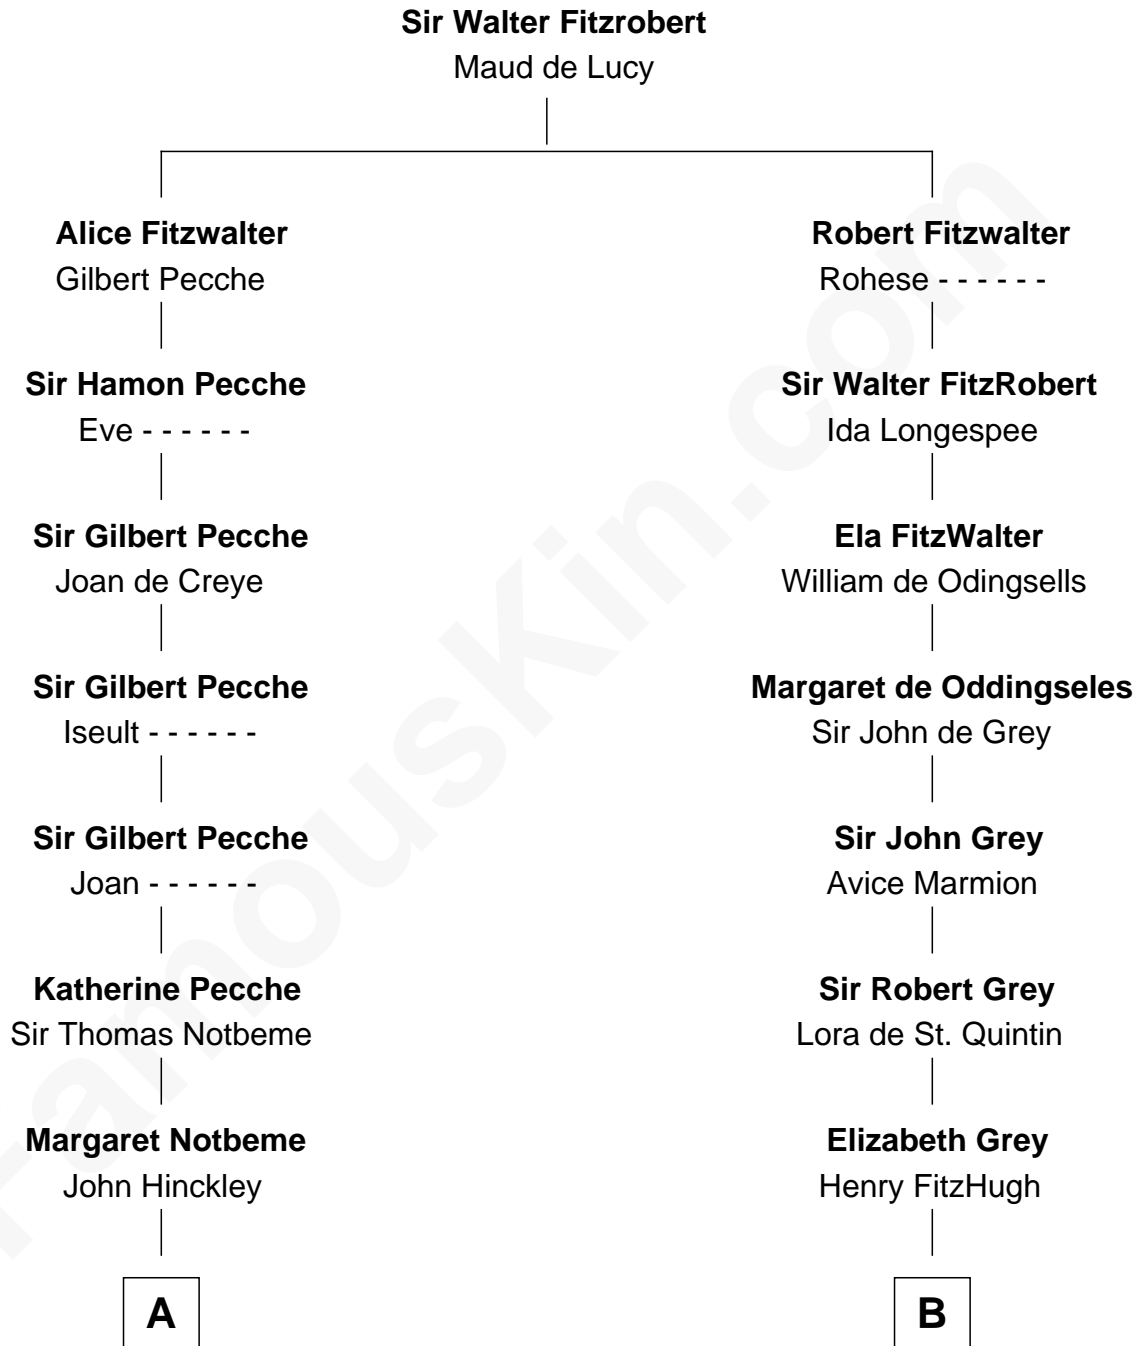 Sir Walter Fitzrobert
Maud de Lucy
Alice Fitzwalter
Gilbert Pecche
Robert Fitzwalter
Rohese - - - - - -
Sir Hamon Pecche
Eve - - - - - -
Sir Walter FitzRobert
Ida Longespee
Sir Gilbert Pecche
Joan de Creye
Ela FitzWalter
William de Odingsells
Sir Gilbert Pecche
Iseult - - - - - -
Margaret de Oddingseles
Sir John de Grey
Sir Gilbert Pecche
Joan - - - - - -
Sir John Grey
Avice Marmion
Katherine Pecche
Sir Thomas Notbeme
Sir Robert Grey
Lora de St. Quintin
Margaret Notbeme
John Hinckley
Elizabeth Grey
Henry FitzHugh
A
B
FamousKin.com